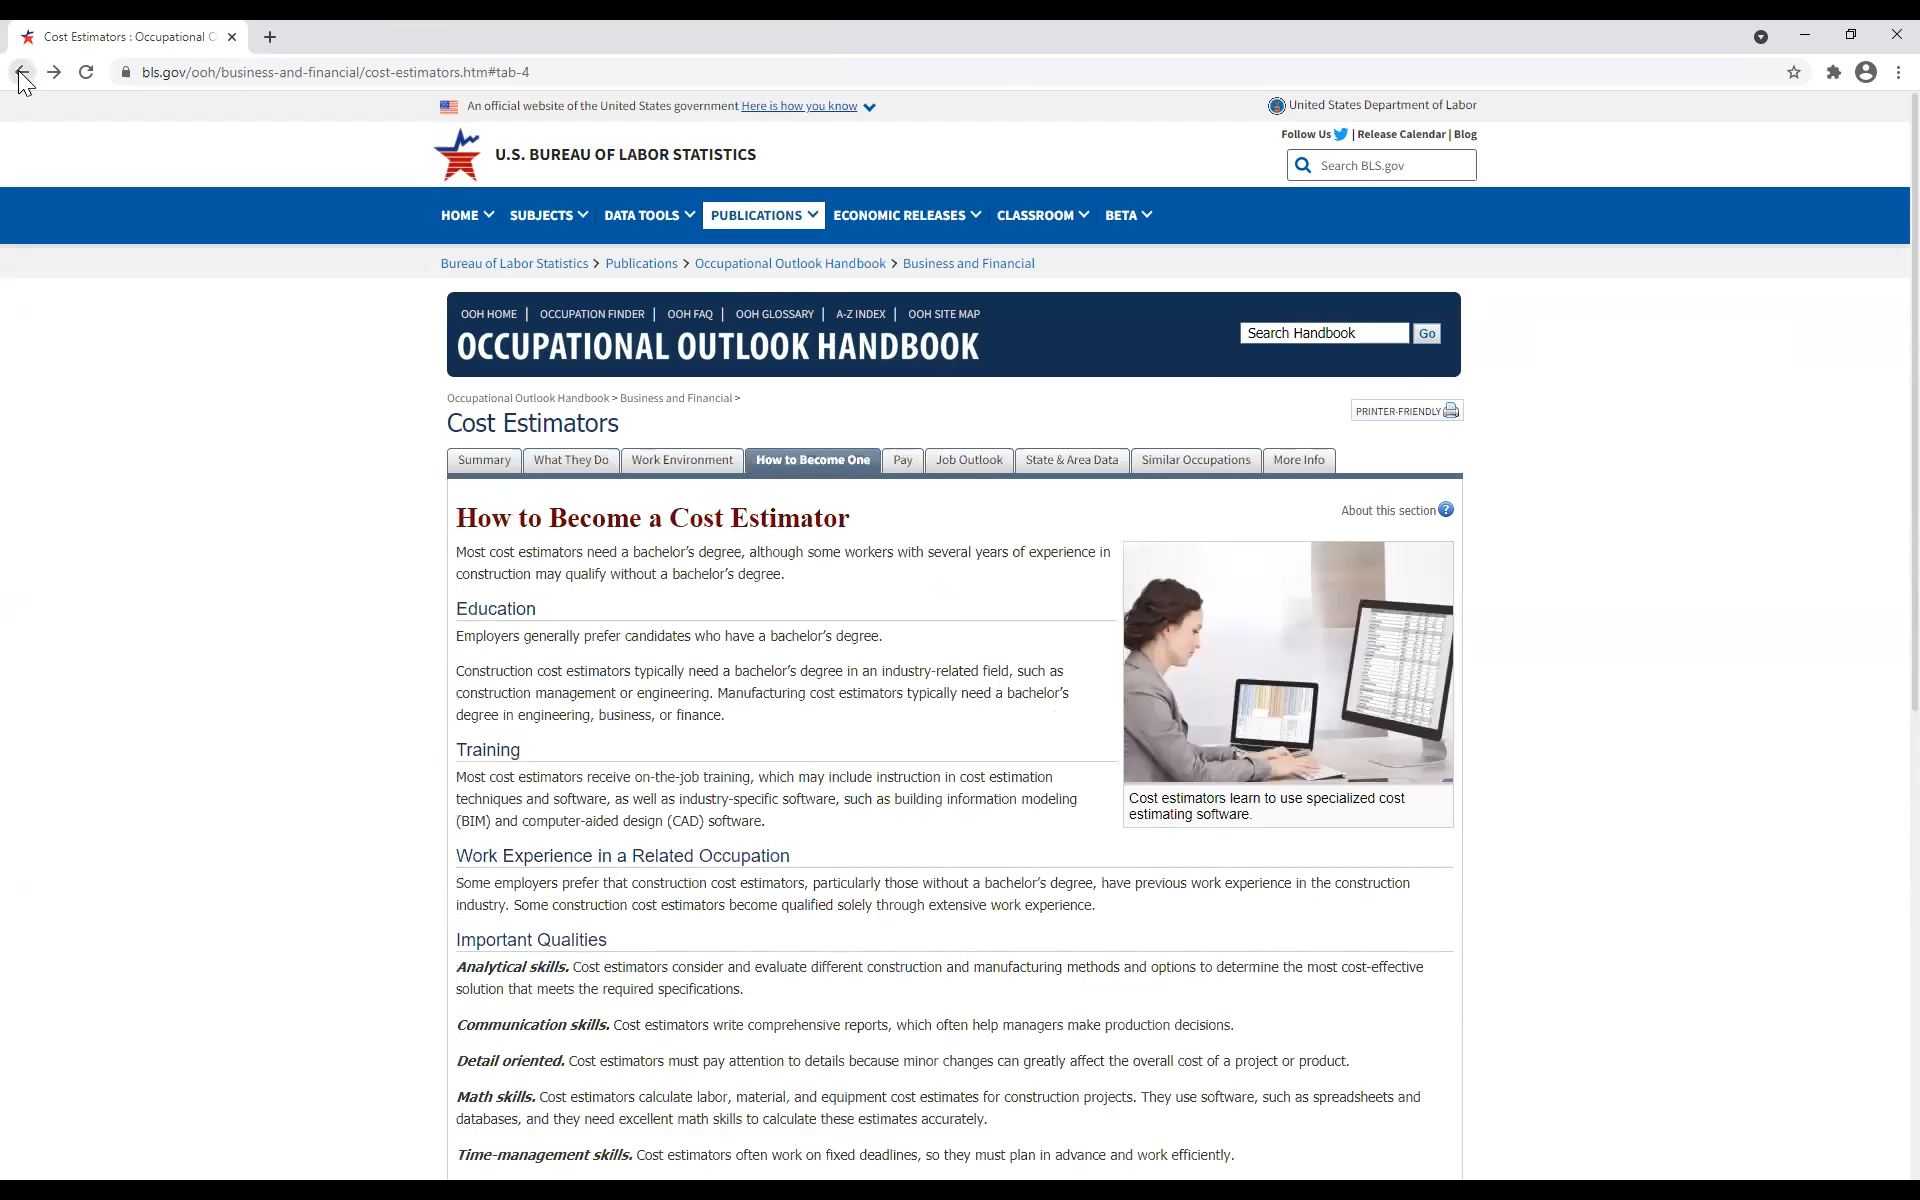 Cost Estimators : Occupational O
bls.gov/ooh/business-and-financial/cost-estimators.htm#tab-4
An official website of the United States government Here is how you know
United States Department of Labor
Follow Us | Release Calendar | Blog
U.S. BUREAU OF LABOR STATISTICS
Search BLS.gov
HOME SUBJECTS DATA TOOLS PUBLICATIONS ECONOMIC RELEASES CLASSROOM BETA
Bureau of Labor Statistics > Publications > Occupational Outlook Handbook > Business and Financial
OOH HOME | OCCUPATION FINDER | OOH FAQ | OOH GLOSSARY | A-Z INDEX | OOH SITE MAP
OCCUPATIONAL OUTLOOK HANDBOOK
Search Handbook Go
Occupational Outlook Handbook > Business and Financial >
Cost Estimators
PRINTER-FRIENDLY
Summary What They Do Work Environment How to Become One Pay Job Outlook State & Area Data Similar Occupations More Info
How to Become a Cost Estimator
About this section ?
Most cost estimators need a bachelor’s degree, although some workers with several years of experience in
construction may qualify without a bachelor’s degree.
Education
Employers generally prefer candidates who have a bachelor’s degree.
Construction cost estimators typically need a bachelor’s degree in an industry-related field, such as
construction management or engineering. Manufacturing cost estimators typically need a bachelor’s
degree in engineering, business, or finance.
Training
Most cost estimators receive on-the-job training, which may include instruction in cost estimation
techniques and software, as well as industry-specific software, such as building information modeling
(BIM) and computer-aided design (CAD) software.
Cost estimators learn to use specialized cost
estimating software.
Work Experience in a Related Occupation
Some employers prefer that construction cost estimators, particularly those without a bachelor’s degree, have previous work experience in the construction
industry. Some construction cost estimators become qualified solely through extensive work experience.
Important Qualities
Analytical skills. Cost estimators consider and evaluate different construction and manufacturing methods and options to determine the most cost-effective
solution that meets the required specifications.
Communication skills. Cost estimators write comprehensive reports, which often help managers make production decisions.
Detail oriented. Cost estimators must pay attention to details because minor changes can greatly affect the overall cost of a project or product.
Math skills. Cost estimators calculate labor, material, and equipment cost estimates for construction projects. They use software, such as spreadsheets and
databases, and they need excellent math skills to calculate these estimates accurately.
Time-management skills. Cost estimators often work on fixed deadlines, so they must plan in advance and work efficiently.